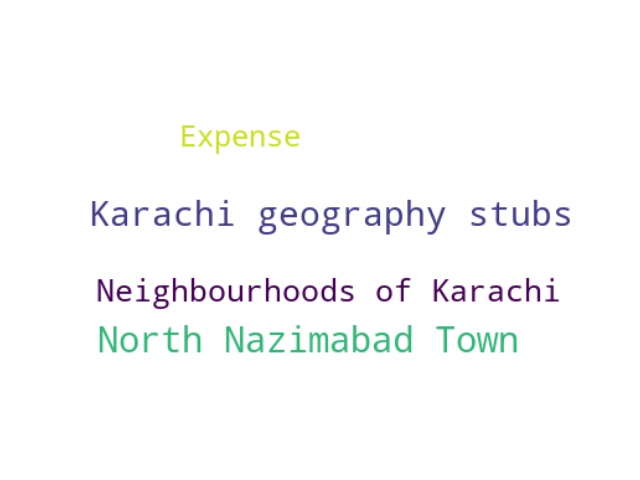 Expense
Karachi geography stubs
Neighbourhoods of Karachi
North Nazimabad Town